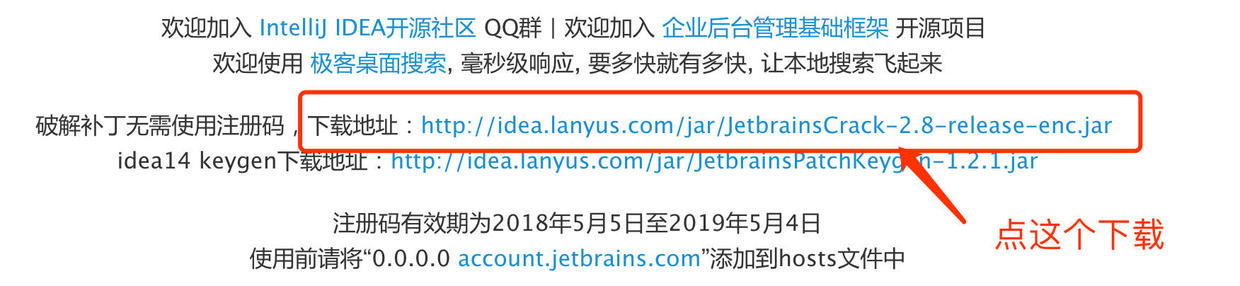 欢迎加入 IntelliJ IDEA开源社区 QQ群 | 欢迎加入 企业后台管理基础框架 开源项目
欢迎使用 极客桌面搜索, 毫秒级响应, 要多快就有多快, 让本地搜索飞起来
破解补丁无需使用注册码, 下载地址：http://idea.lanyus.com/jar/JetbrainsCrack-2.8-release-enc.jar
idea14 keygen下载地址：http://idea.lanyus.com/jar/JetbrainsPatchKeygen-1.2.1.jar
注册码有效期为2018年5月5日至2019年5月4日
点这个下载
使用前请将“0.0.0.0 account.jetbrains.com”添加到hosts文件中